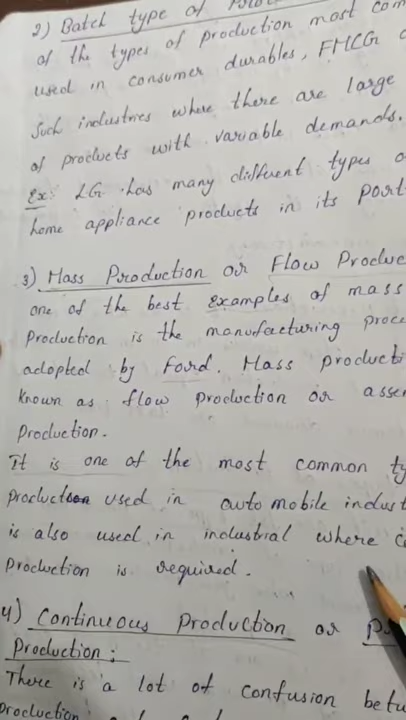 2) Batch type of
of the types of production most com
used in consumer durables, FMCG
Such industries where there are large
of products with variable demands.
Ex: LG has many different types o
home appliance products in its port
3) Mass Production or Flow Produc
one of the best examples of mass
Production is the manufacturing proce
adopted by Ford. Mass producti
known as flow production or asse
Production.
It is one of the most common ty
production used in automobile indust
is also used in industrial where c
Production is required.
4) Continuous Production or P
Production:
There is a lot of confusion betw
production